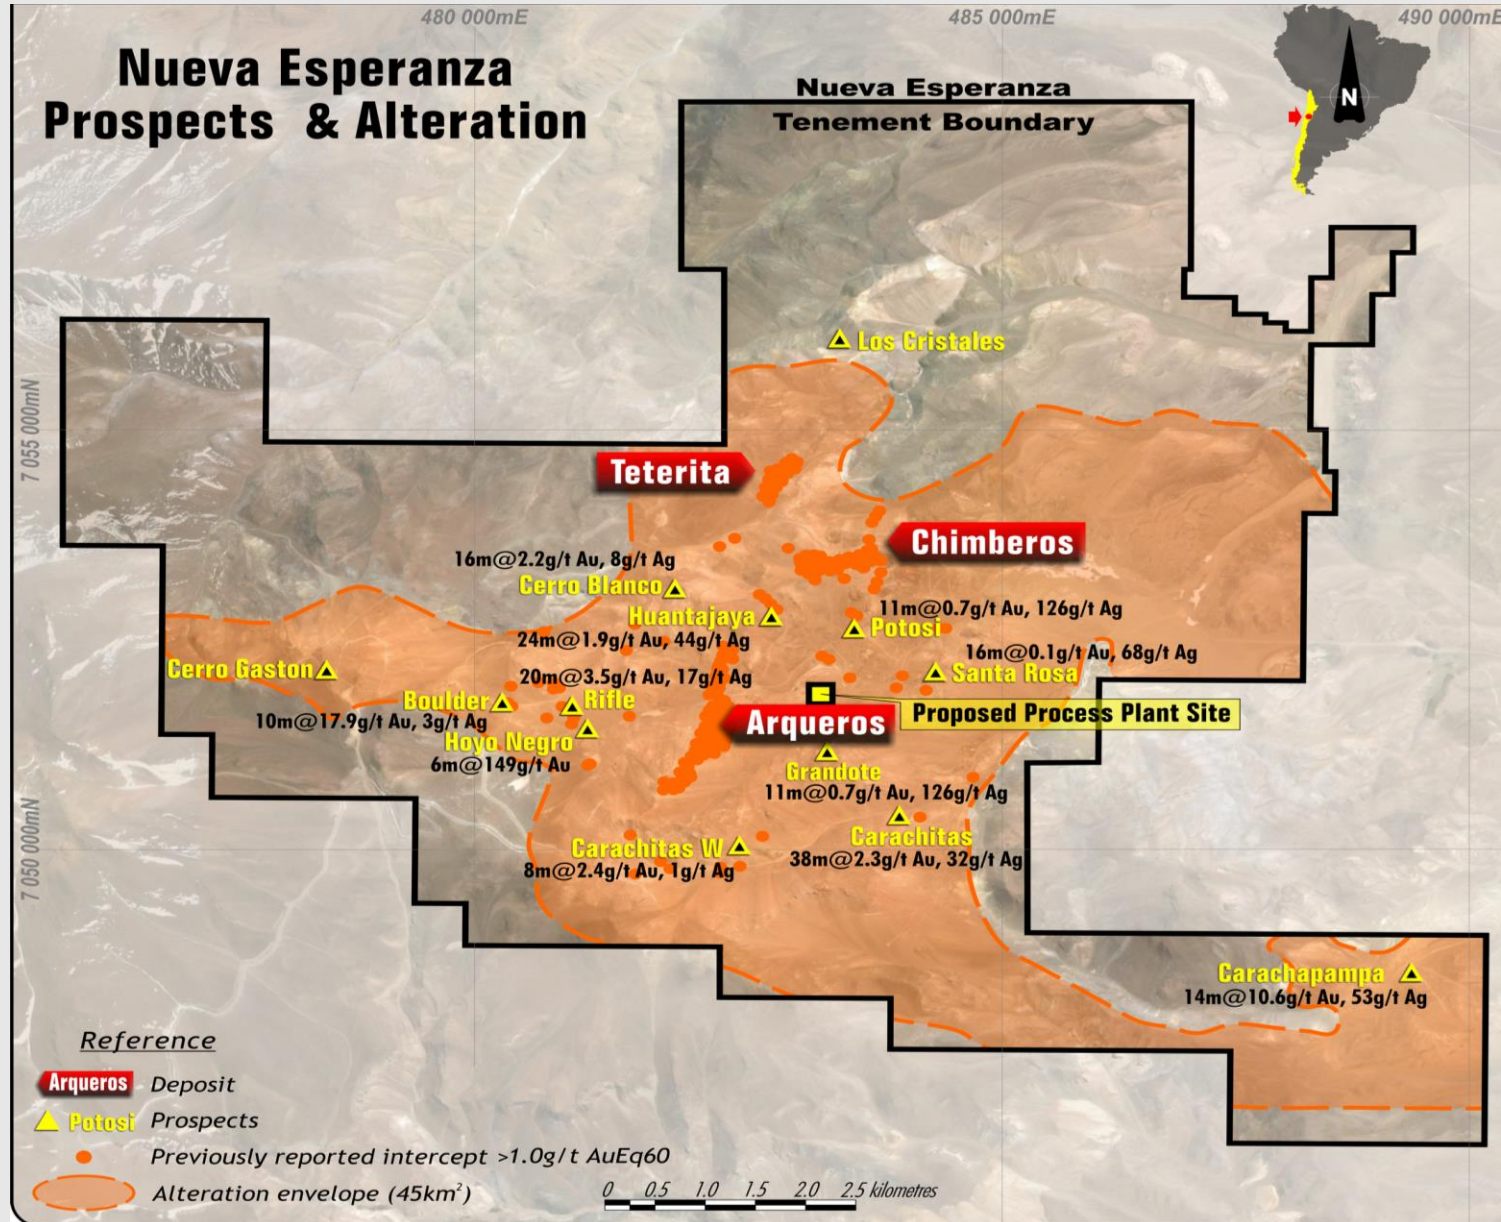 480 000mE
485 000mE
490 000mE
Nueva Esperanza
Prospects & Alteration
Nueva Esperanza
Tenement Boundary
N
7 055 000mN
7 050 000mN
Los Cristales
Teterita
Chimberos
16m@2.2g/t Au, 8g/t Ag
Cerro Blanco
Huantajaya
24m@1.9g/t Au, 44g/t Ag
11m@0.7g/t Au, 126g/t Ag
Potosi
16m@0.1g/t Au, 68g/t Ag
Santa Rosa
Cerro Gaston
20m@3.5g/t Au, 17g/t Ag
Boulder
Rifle
10m@17.9g/t Au, 3g/t Ag
Hoyo Negro
6m@149g/t Au
Arqueros
Proposed Process Plant Site
Grandote
11m@0.7g/t Au, 126g/t Ag
Carachitas
38m@2.3g/t Au, 32g/t Ag
Carachitas W
8m@2.4g/t Au, 1g/t Ag
Carachapampa
14m@10.6g/t Au, 53g/t Ag
Reference
Arqueros Deposit
Potosi Prospects
Previously reported intercept >1.0g/t AuEq60
Alteration envelope (45km²)
0 0.5 1.0 1.5 2.0 2.5 kilometres